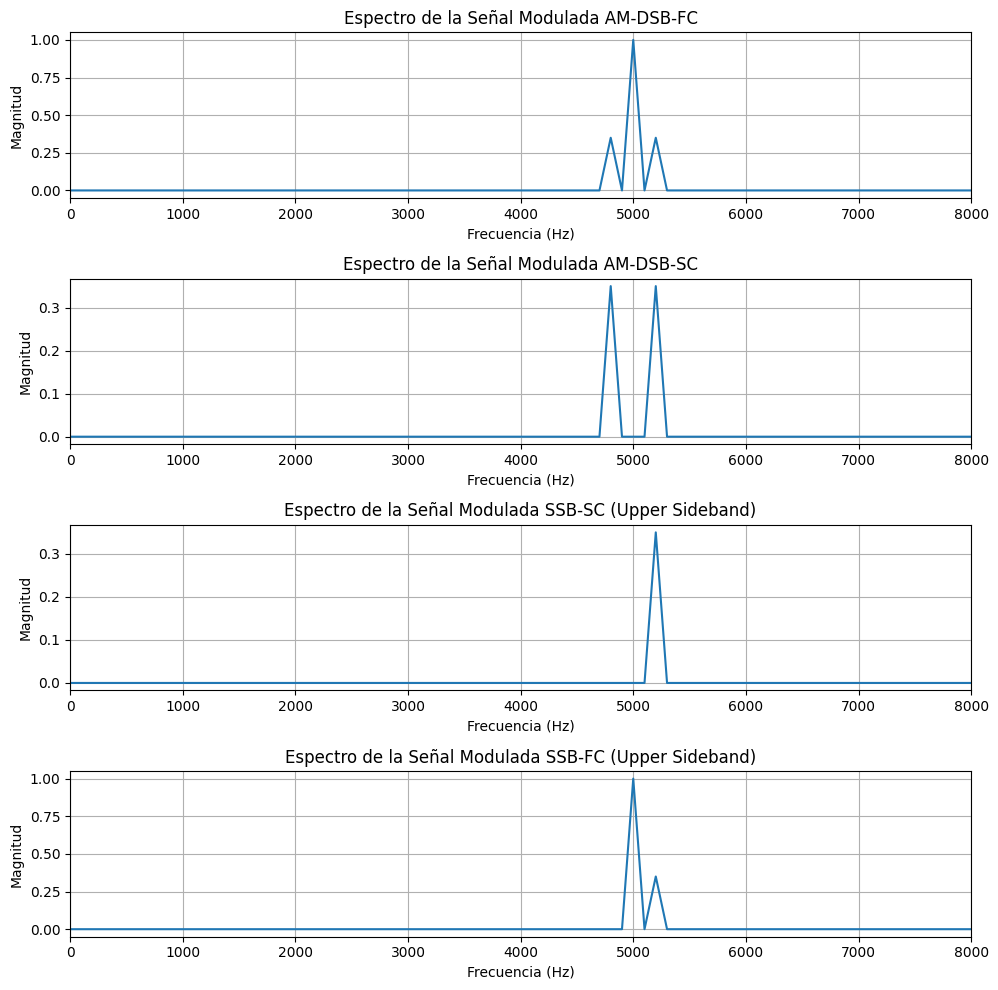 Espectro de la Señal Modulada AM-DSB-FC
1.00
0.75
0.50
0.25
0.00
Magnitud
0 1000 2000 3000 4000 5000 6000 7000 8000
Frecuencia (Hz)
Espectro de la Señal Modulada AM-DSB-SC
0.3
0.2
0.1
0.0
Magnitud
0 1000 2000 3000 4000 5000 6000 7000 8000
Frecuencia (Hz)
Espectro de la Señal Modulada SSB-SC (Upper Sideband)
0.3
0.2
0.1
0.0
Magnitud
0 1000 2000 3000 4000 5000 6000 7000 8000
Frecuencia (Hz)
Espectro de la Señal Modulada SSB-FC (Upper Sideband)
1.00
0.75
0.50
0.25
0.00
Magnitud
0 1000 2000 3000 4000 5000 6000 7000 8000
Frecuencia (Hz)